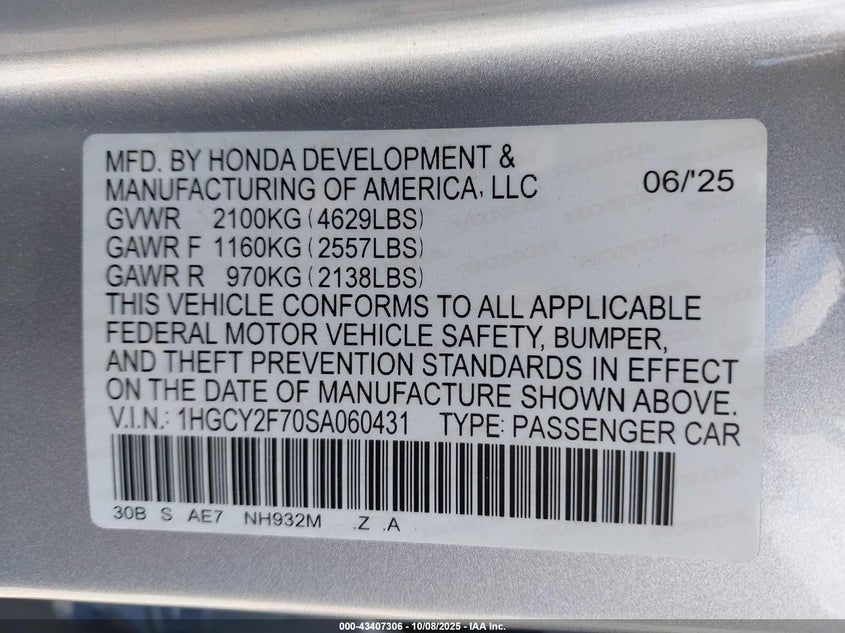 MFD. BY HONDA DEVELOPMENT &
MANUFACTURING OF AMERICA, LLC 06/'25
GVWR 2100KG (4629LBS)
GAWR F 1160KG (2557LBS)
GAWR R 970KG (2138LBS)
THIS VEHICLE CONFORMS TO ALL APPLICABLE
FEDERAL MOTOR VEHICLE SAFETY, BUMPER,
AND THEFT PREVENTION STANDARDS IN EFFECT
ON THE DATE OF MANUFACTURE SHOWN ABOVE.
V.I.N.: 1HGCY2F70SA060431 TYPE: PASSENGER CAR
30B S AE7 NH932M .Z .A
000-43407306 - 10/08/2025 - IAA Inc.